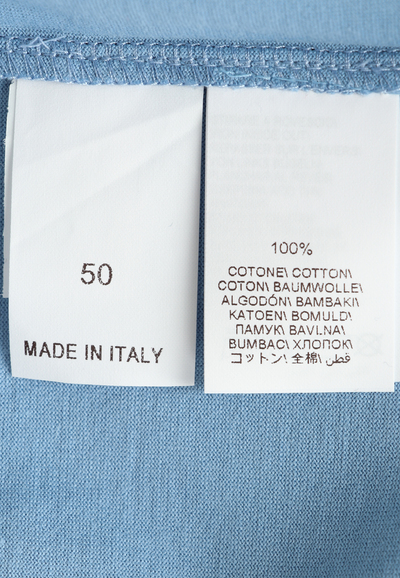 50
MADE IN ITALY
100%
COTONE\ COTTON\
COTON\ BAUMWOLLE\
ALGODÓN\ BAMBAKI\
KATOEN\ BOMULD\
ПАМУК\ BAVLNA\
BUMBAC\ ХЛОПОК\
コットン\ 全棉\ قطن